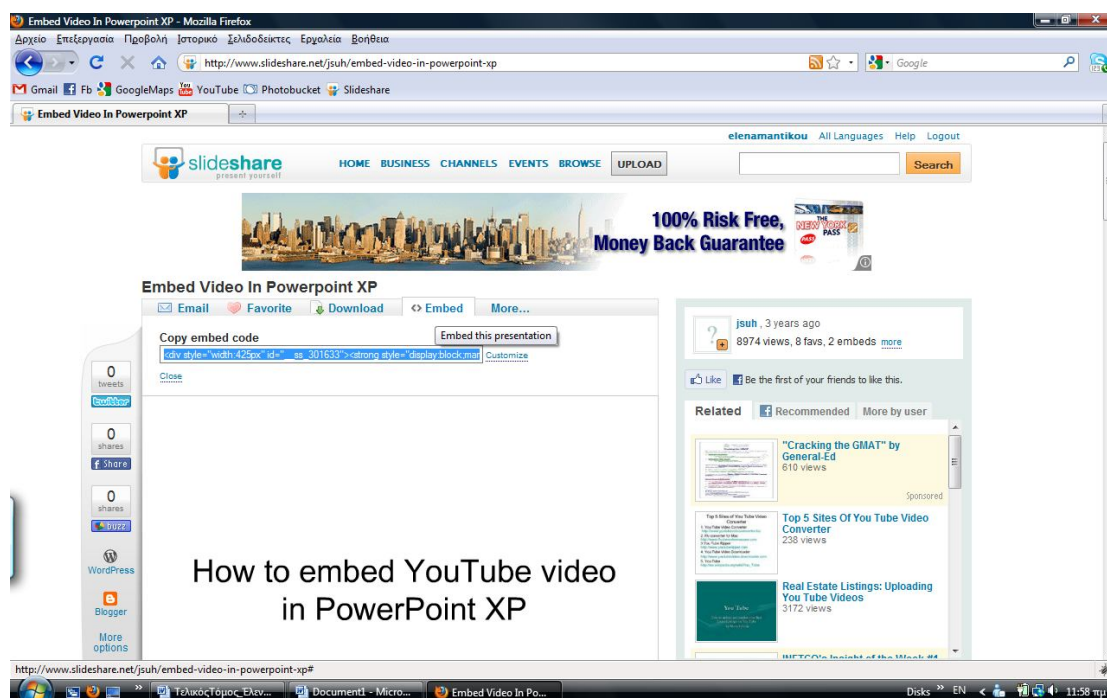 Embed Video In Powerpoint XP - Mozilla Firefox
Αρχείο Επεξεργασία Προβολή Ιστορικό Σελιδοδείκτες Εργαλεία Βοήθεια
http://www.slideshare.net/jsuh/embed-video-in-powerpoint-xp
Google
Gmail Fb GoogleMaps YouTube Photobucket Slideshare
Embed Video In Powerpoint XP
elenamantikou All Languages Help Logout
slideshare
present yourself
HOME BUSINESS CHANNELS EVENTS BROWSE UPLOAD
Search
100% Risk Free,
Money Back Guarantee
THE
NEW YORK
PASS
Embed Video In Powerpoint XP
Email Favorite Download Embed More...
Embed this presentation
Copy embed code
<div style="width:425px" id="__ss_301633"><strong style="display:block;mar
Customize
Close
0
tweets
twitter
0
shares
Share
0
shares
buzz
WordPress
Blogger
More
options
How to embed YouTube video
in PowerPoint XP
jsuh , 3 years ago
8974 views, 8 favs, 2 embeds more
Like Be the first of your friends to like this.
Related Recommended More by user
"Cracking the GMAT" by
General-Ed
610 views
Sponsored
Top 5 Sites Of You Tube Video
Converter
238 views
Real Estate Listings: Uploading
You Tube Videos
3172 views
INETCO's Insight of the Week #1
http://www.slideshare.net/jsuh/embed-video-in-powerpoint-xp#
ΤελικόςΤόμος_Έλεν... Document1 - Micro... Embed Video In Po...
Disks EN 11:58 πμ